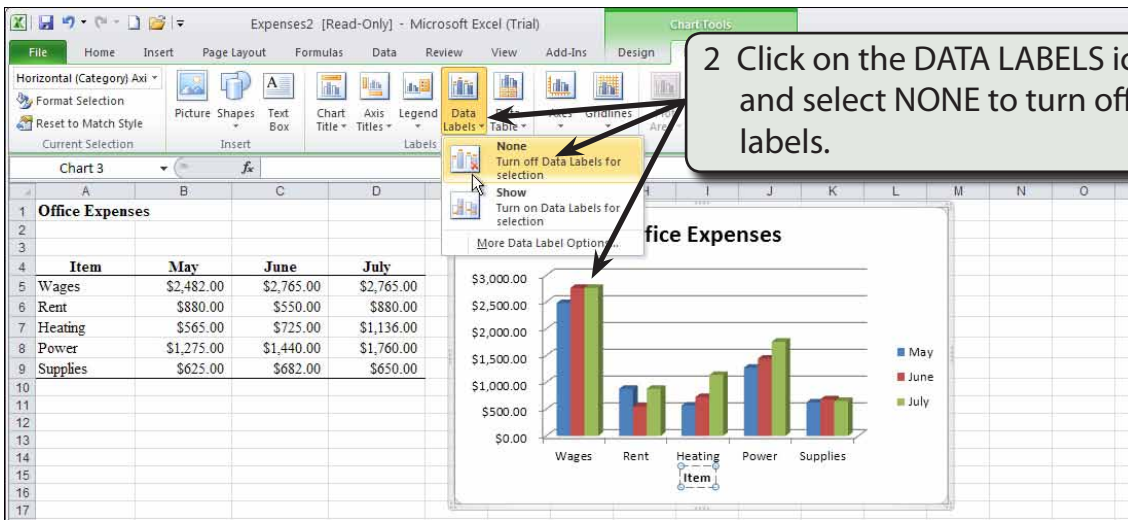 Expenses2 [Read-Only] - Microsoft Excel (Trial)
Chart Tools
File Home Insert Page Layout Formulas Data Review View Add-Ins Design
2 Click on the DATA LABELS
and select NONE to turn off
labels.
Horizontal (Category) Axi
Format Selection
Reset to Match Style
Current Selection
Picture Shapes Text Box
Insert
Chart Title Axis Titles Legend Data Labels Table
Gridlines
Labels
None
Turn off Data Labels for
selection
Show
Turn on Data Labels for
selection
More Data Label Options...
Chart 3
fx
A B C D H I J K L M N O
1 Office Expenses
2
3
4 Item May June July
5 Wages $2,482.00 $2,765.00 $2,765.00
6 Rent $880.00 $550.00 $880.00
7 Heating $565.00 $725.00 $1,136.00
8 Power $1,275.00 $1,440.00 $1,760.00
9 Supplies $625.00 $682.00 $650.00
10
11
12
13
14
15
16
17
fice Expenses
$3,000.00
$2,500.00
$2,000.00
$1,500.00
$1,000.00
$500.00
$0.00
Wages Rent Heating Power Supplies
Item
May
June
July